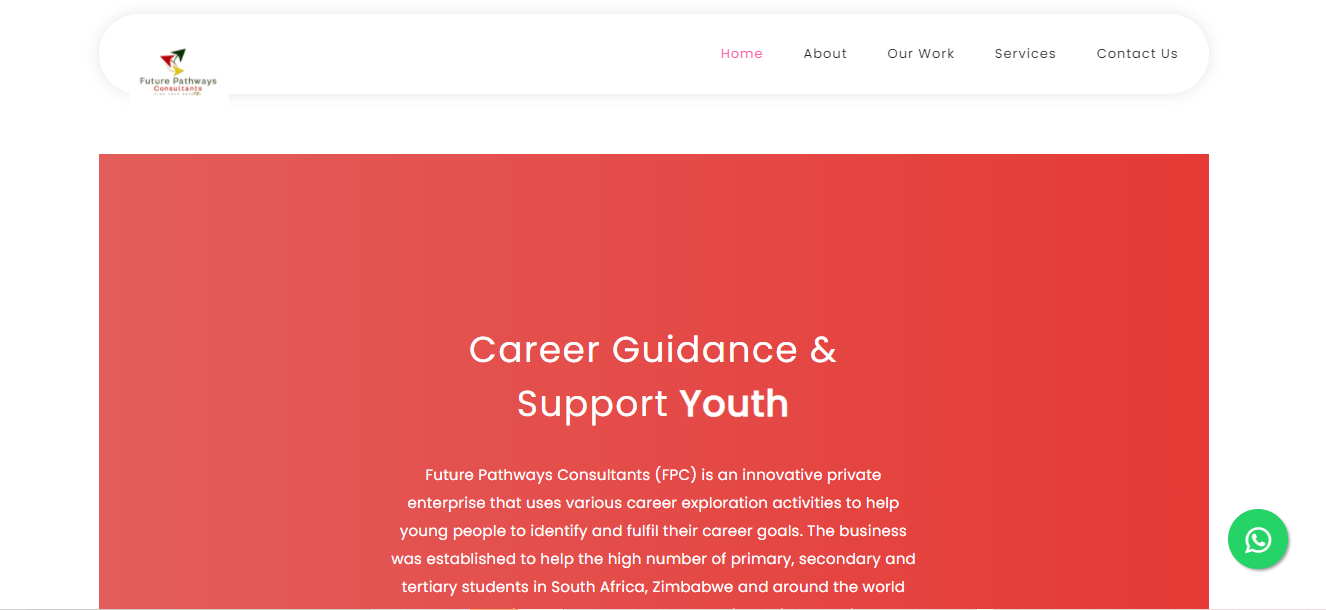 Future Pathways
Consultants
Home
About
Our Work
Services
Contact Us
Career Guidance &
Support Youth
Future Pathways Consultants (FPC) is an innovative private
enterprise that uses various career exploration activities to help
young people to identify and fulfil their career goals. The business
was established to help the high number of primary, secondary and
tertiary students in South Africa, Zimbabwe and around the world